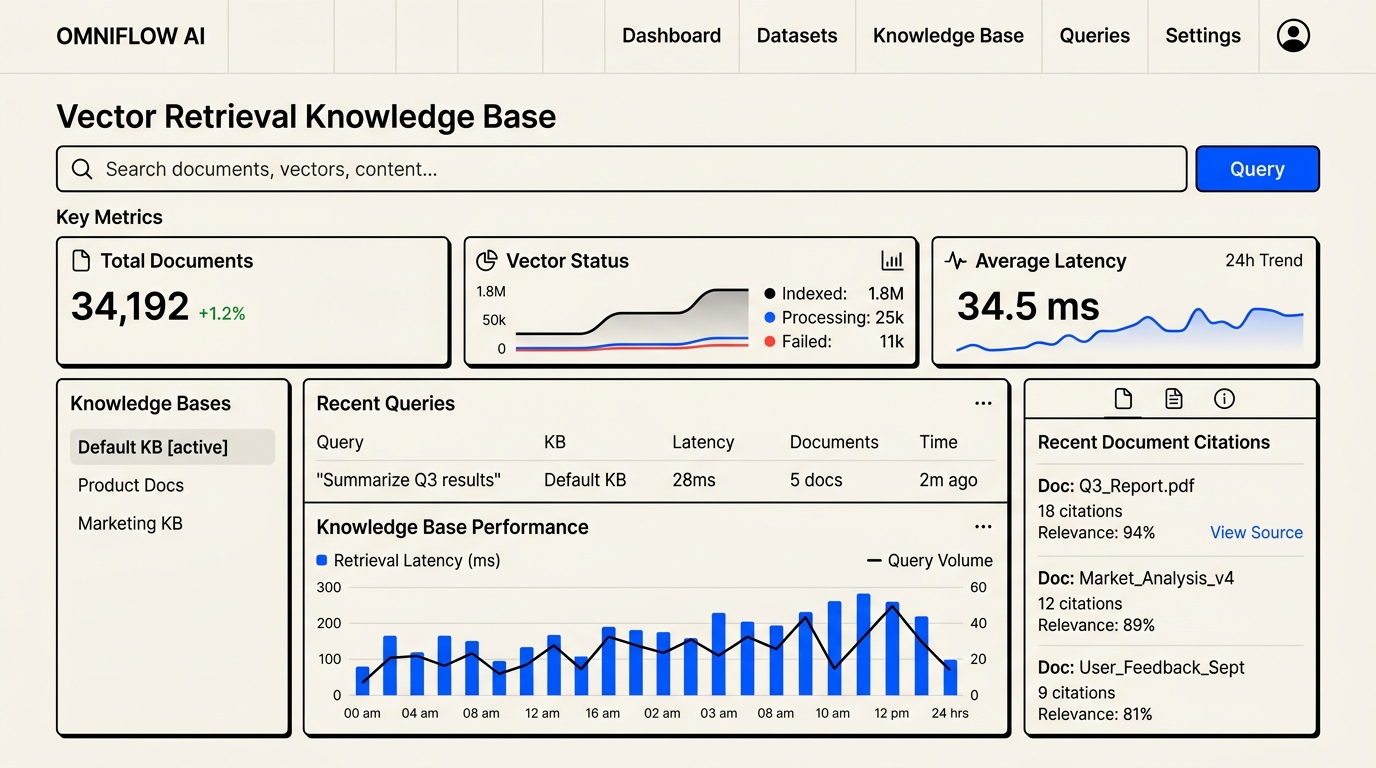 OMNIFLOW AI
Dashboard
Datasets
Knowledge Base
Queries
Settings
Vector Retrieval Knowledge Base
Search documents, vectors, content...
Query
Key Metrics
Total Documents
34,192 +1.2%
Vector Status
1.8M
50k
0
Indexed: 1.8M
Processing: 25k
Failed: 11k
Average Latency
24h Trend
34.5 ms
Knowledge Bases
Default KB [active]
Product Docs
Marketing KB
Recent Queries
...
Query KB Latency Documents Time
"Summarize Q3 results" Default KB 28ms 5 docs 2m ago
Knowledge Base Performance
...
Retrieval Latency (ms)
Query Volume
300
200
100
0
60
40
20
0
00 am 04 am 08 am 12 am 16 am 02 am 03 am 08 am 10 am 12 pm 24 hrs
Recent Document Citations
Doc: Q3_Report.pdf
18 citations
Relevance: 94%
View Source
Doc: Market_Analysis_v4
12 citations
Relevance: 89%
Doc: User_Feedback_Sept
9 citations
Relevance: 81%